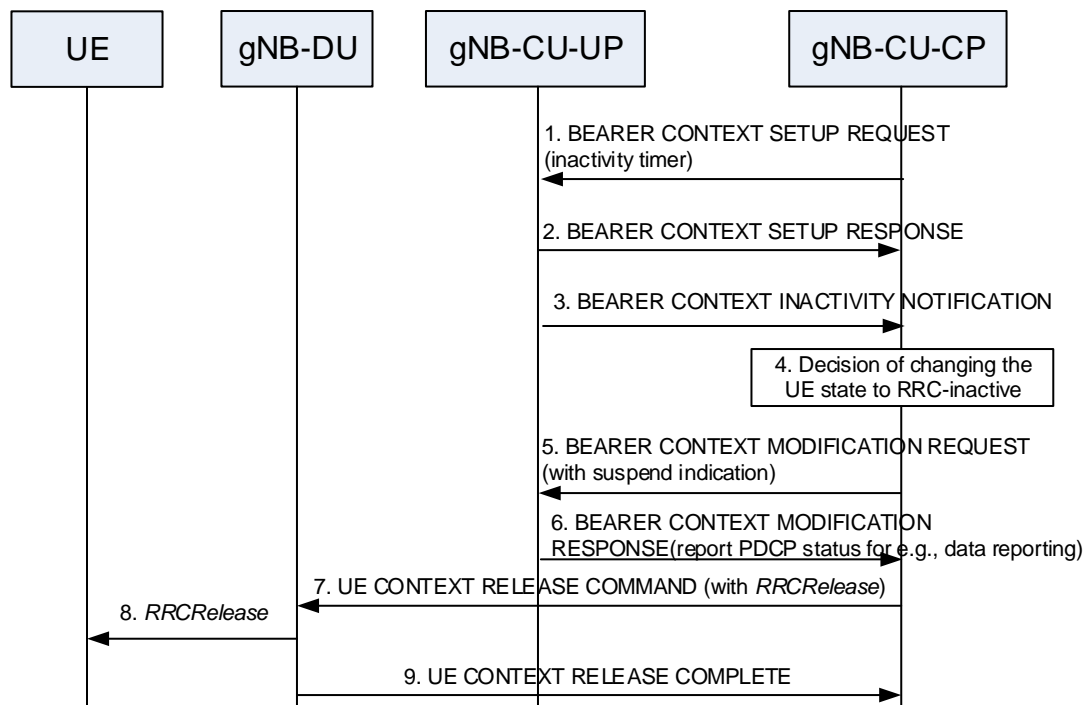 UE
gNB-DU
gNB-CU-UP
gNB-CU-CP
1. BEARER CONTEXT SETUP REQUEST
(inactivity timer)
2. BEARER CONTEXT SETUP RESPONSE
3. BEARER CONTEXT INACTIVITY NOTIFICATION
4. Decision of changing the
UE state to RRC-inactive
5. BEARER CONTEXT MODIFICATION REQUEST
(with suspend indication)
6. BEARER CONTEXT MODIFICATION
RESPONSE(report PDCP status for e.g., data reporting)
7. UE CONTEXT RELEASE COMMAND (with RRCRelease)
8. RRCRelease
9. UE CONTEXT RELEASE COMPLETE